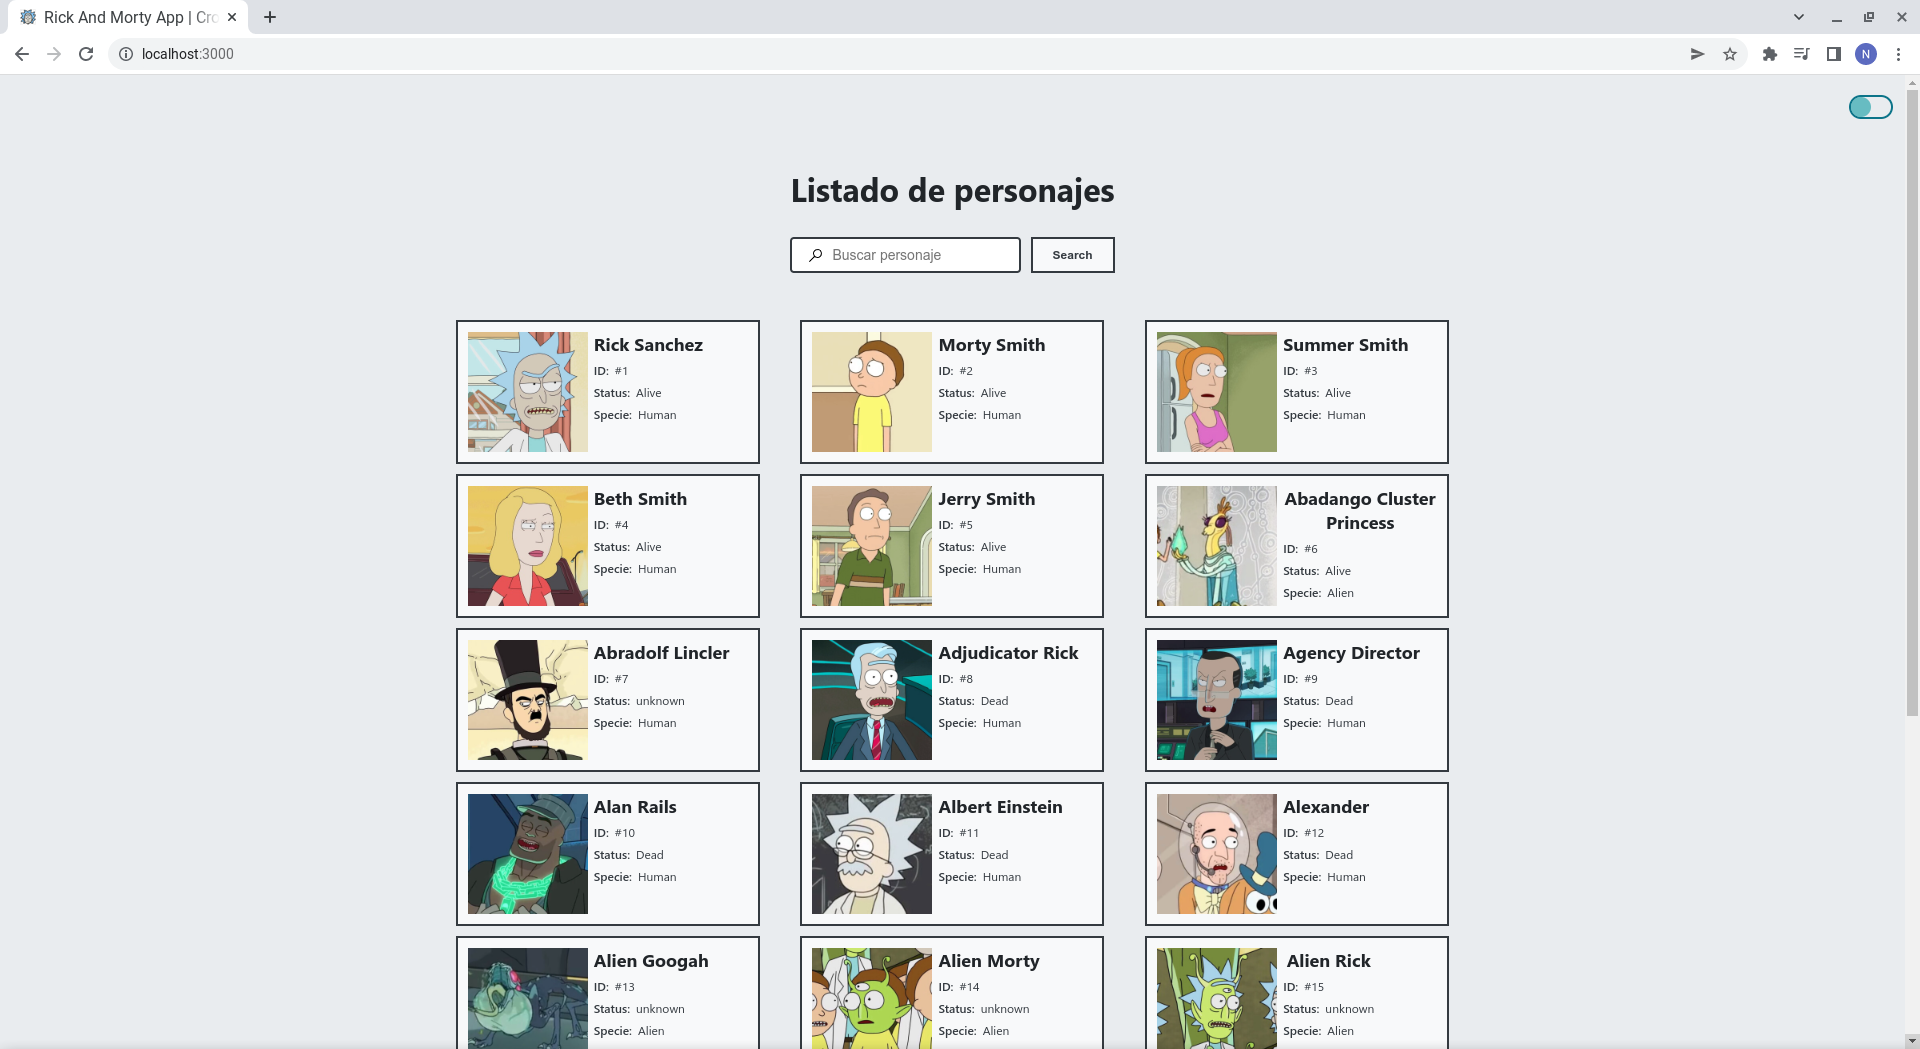 Rick And Morty App | Cro
localhost:3000
N
Listado de personajes
Buscar personaje
Search
Rick Sanchez
ID: #1
Status: Alive
Specie: Human
Morty Smith
ID: #2
Status: Alive
Specie: Human
Summer Smith
ID: #3
Status: Alive
Specie: Human
Beth Smith
ID: #4
Status: Alive
Specie: Human
Jerry Smith
ID: #5
Status: Alive
Specie: Human
Abadango Cluster
Princess
ID: #6
Status: Alive
Specie: Alien
Abradolf Lincler
ID: #7
Status: unknown
Specie: Human
Adjudicator Rick
ID: #8
Status: Dead
Specie: Human
Agency Director
ID: #9
Status: Dead
Specie: Human
Alan Rails
ID: #10
Status: Dead
Specie: Human
Albert Einstein
ID: #11
Status: Dead
Specie: Human
Alexander
ID: #12
Status: Dead
Specie: Human
Alien Googah
ID: #13
Status: unknown
Specie: Alien
Alien Morty
ID: #14
Status: unknown
Specie: Alien
Alien Rick
ID: #15
Status: unknown
Specie: Alien